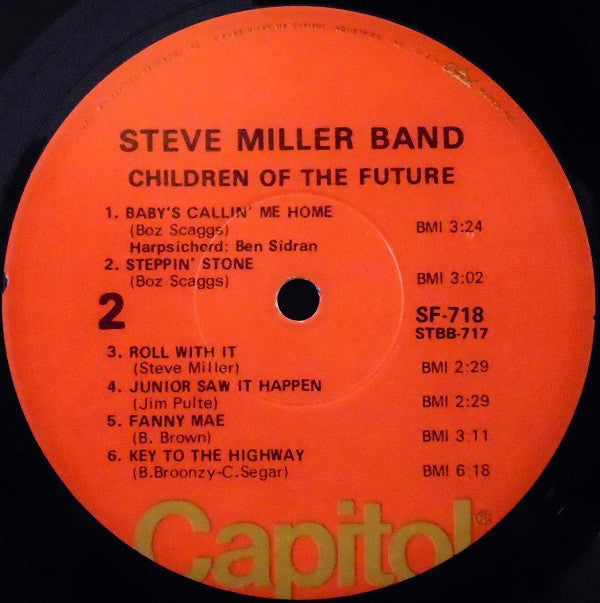 STEVE MILLER BAND
CHILDREN OF THE FUTURE
1. BABY'S CALLIN' ME HOME BMI 3:24
(Boz Scaggs)
Harpsichord: Ben Sidran
2. STEPPIN' STONE BMI 3:02
(Boz Scaggs)
2 SF-718
STBB-717
3. ROLL WITH IT BMI 2:29
(Steve Miller)
4. JUNIOR SAW IT HAPPEN BMI 2:29
(Jim Pulte)
5. FANNY MAE BMI 3:11
(B. Brown)
6. KEY TO THE HIGHWAY BMI 6:18
(B.Broonzy-C.Segar)
Capitol®